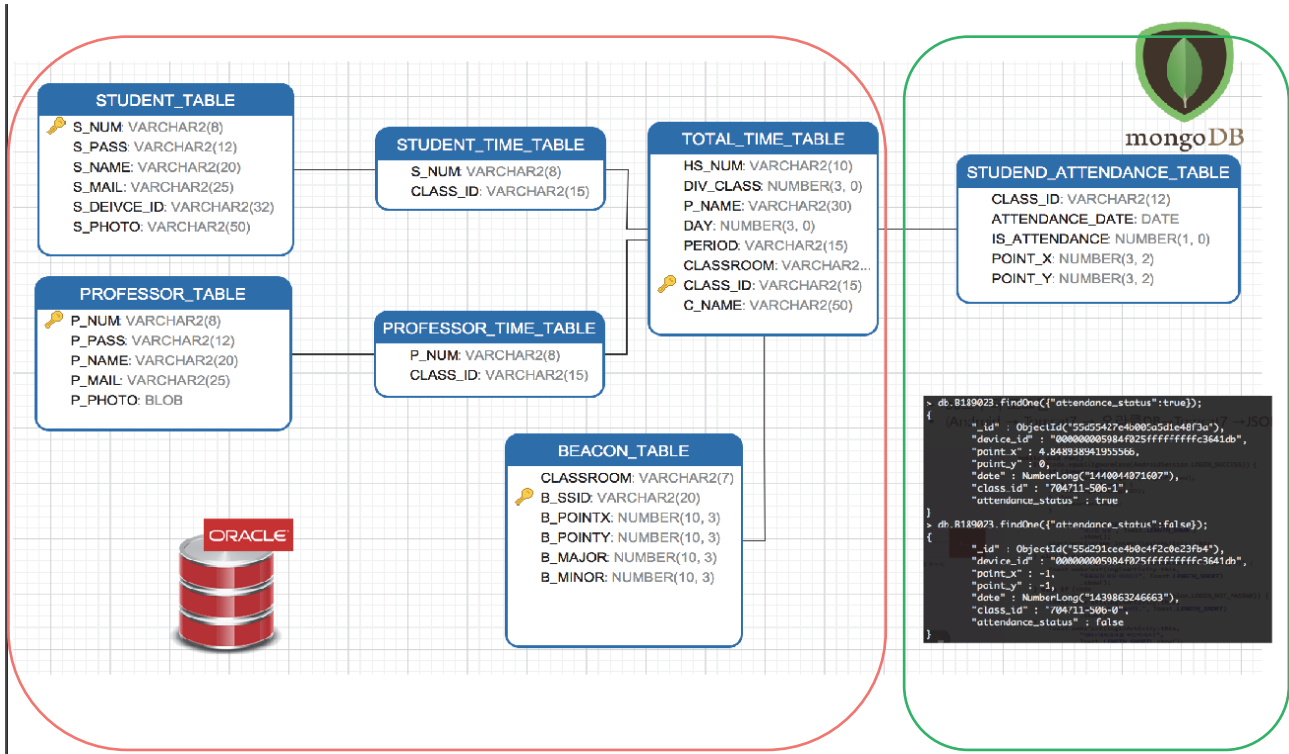 STUDENT_TABLE
S_NUM: VARCHAR2(8)
S_PASS: VARCHAR2(12)
S_NAME: VARCHAR2(20)
S_MAIL: VARCHAR2(25)
S_DEIVCE_ID: VARCHAR2(32)
S_PHOTO: VARCHAR2(50)
PROFESSOR_TABLE
P_NUM: VARCHAR2(8)
P_PASS: VARCHAR2(12)
P_NAME: VARCHAR2(20)
P_MAIL: VARCHAR2(25)
P_PHOTO: BLOB
STUDENT_TIME_TABLE
S_NUM: VARCHAR2(8)
CLASS_ID: VARCHAR2(15)
PROFESSOR_TIME_TABLE
P_NUM: VARCHAR2(8)
CLASS_ID: VARCHAR2(15)
TOTAL_TIME_TABLE
HS_NUM: VARCHAR2(10)
DIV_CLASS: NUMBER(3, 0)
P_NAME: VARCHAR2(30)
DAY: NUMBER(3, 0)
PERIOD: VARCHAR2(15)
CLASSROOM: VARCHAR2...
CLASS_ID: VARCHAR2(15)
C_NAME: VARCHAR2(50)
BEACON_TABLE
CLASSROOM: VARCHAR2(7)
B_SSID: VARCHAR2(20)
B_POINTX: NUMBER(10, 3)
B_POINTY: NUMBER(10, 3)
B_MAJOR: NUMBER(10, 3)
B_MINOR: NUMBER(10, 3)
ORACLE
mongoDB
STUDEND_ATTENDANCE_TABLE
CLASS_ID: VARCHAR2(12)
ATTENDANCE_DATE: DATE
IS_ATTENDANCE: NUMBER(1, 0)
POINT_X: NUMBER(3, 2)
POINT_Y: NUMBER(3, 2)
> db.B189023.findOne({"attendance_status":true});
{
"_id" : ObjectId("55d55427e4b005a5d1e48f3a"),
"device_id" : "000000005984f025fffffffffc3641db",
"point_x" : 4.848938941955566,
"point_y" : 0,
"date" : NumberLong("1440044071607"),
"class_id" : "704711-506-1",
"attendance_status" : true
}
> db.B189023.findOne({"attendance_status":false});
{
"_id" : ObjectId("55d291cee4b0c4f2c0e23fb4"),
"device_id" : "000000005984f025fffffffffc3641db",
"point_x" : -1,
"point_y" : -1,
"date" : NumberLong("1439863246663"),
"class_id" : "704711-506-0",
"attendance_status" : false
}